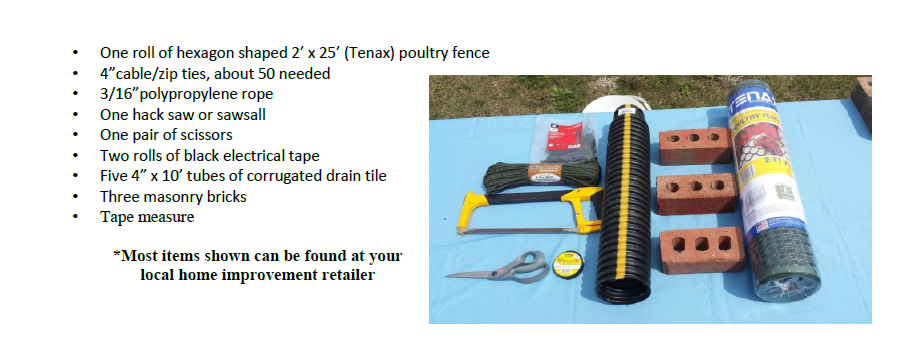 • One roll of hexagon shaped 2’ x 25’ (Tenax) poultry fence
• 4”cable/zip ties, about 50 needed
• 3/16”polypropylene rope
• One hack saw or sawsall
• One pair of scissors
• Two rolls of black electrical tape
• Five 4” x 10’ tubes of corrugated drain tile
• Three masonry bricks
• Tape measure
*Most items shown can be found at your
local home improvement retailer
TENAX
POULTRY FENCE